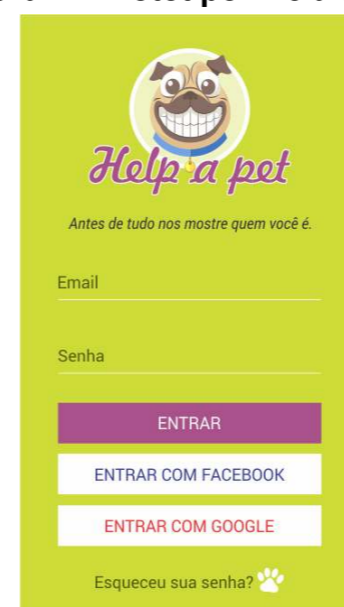 Help a pet
Antes de tudo nos mostre quem você é.
Email
Senha
ENTRAR
ENTRAR COM FACEBOOK
ENTRAR COM GOOGLE
Esqueceu sua senha?